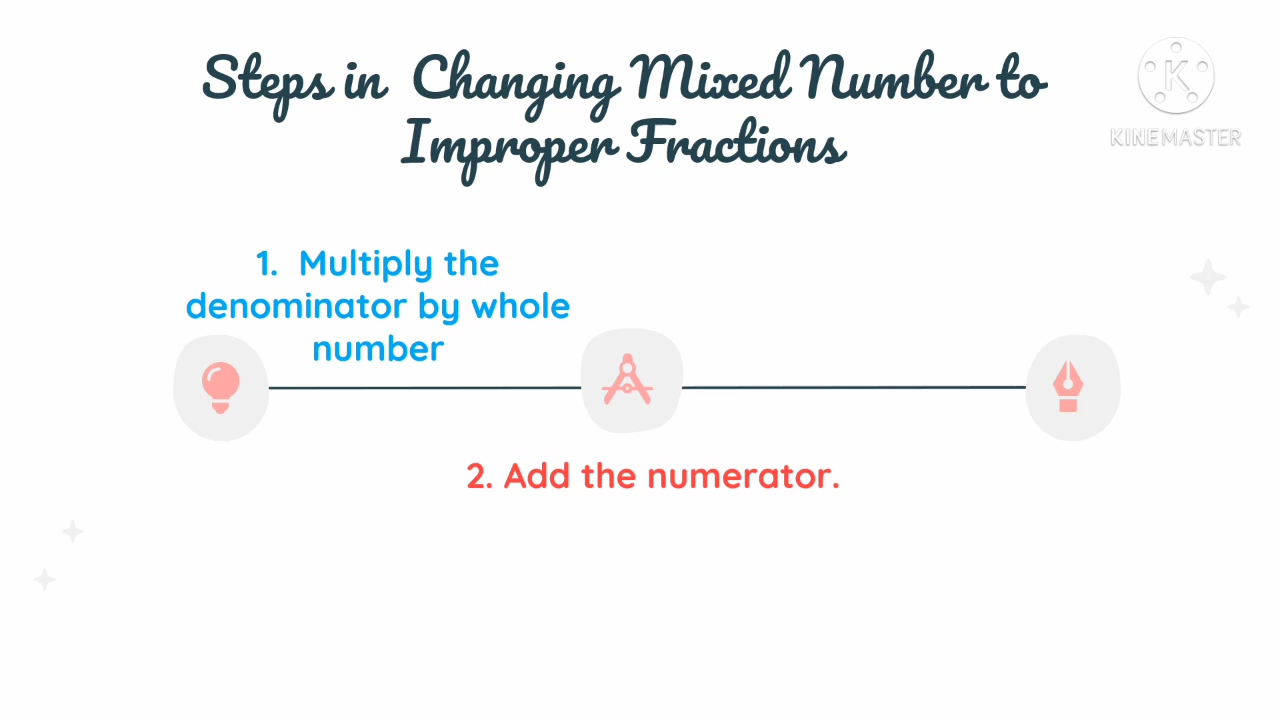 Steps in Changing Mixed Number to
Improper Fractions
K
KINEMASTER
1. Multiply the
denominator by whole
number
2. Add the numerator.